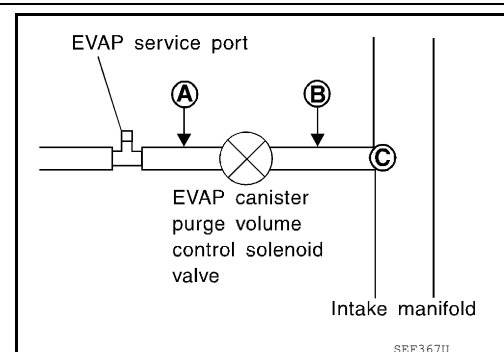 EVAP service port
A
B
C
EVAP canister
purge volume
control solenoid
valve
Intake manifold
SEF367U